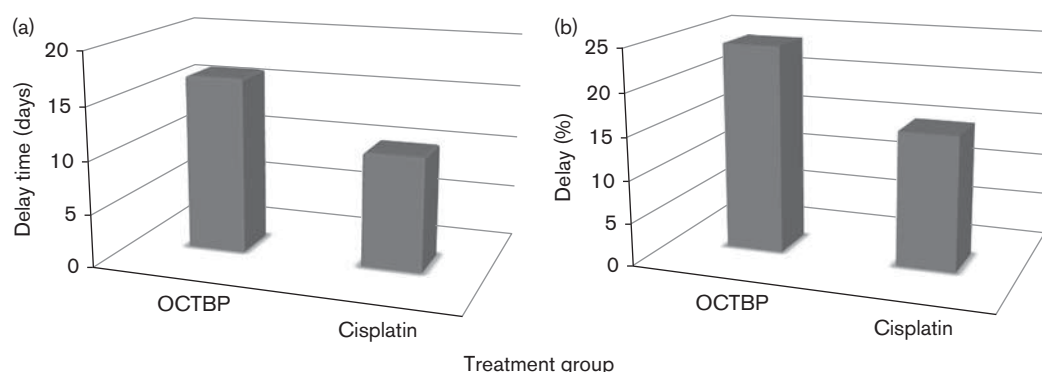 (a)
20
15
10
5
0
Delay time (days)
OCTBP
Cisplatin
(b)
25
20
15
10
5
0
Delay (%)
OCTBP
Cisplatin
Treatment group